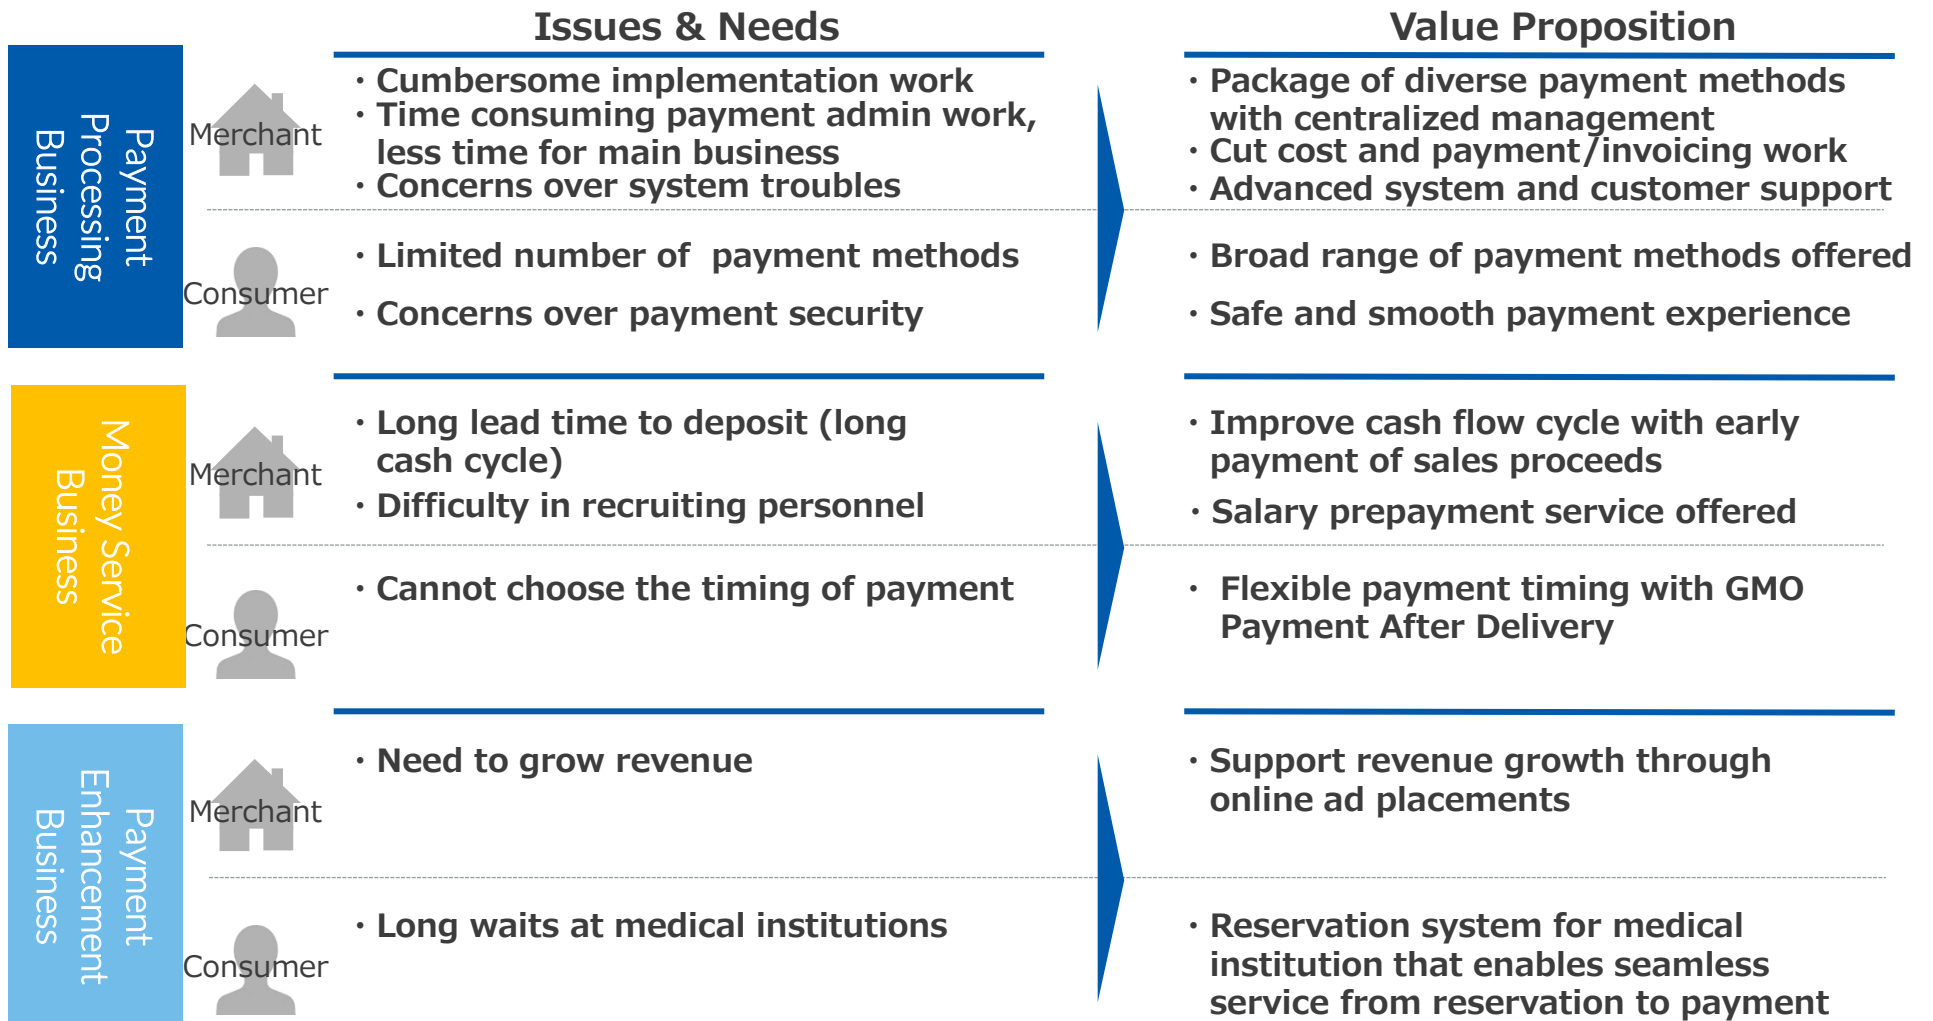 Issues & Needs
Value Proposition
Payment
Processing
Business
Merchant
・Cumbersome implementation work
・Time consuming payment admin work,
less time for main business
・Concerns over system troubles
・Package of diverse payment methods
with centralized management
・Cut cost and payment/invoicing work
・Advanced system and customer support
Consumer
・Limited number of  payment methods
・Concerns over payment security
・Broad range of payment methods offered
・Safe and smooth payment experience
Money Service
Business
Merchant
・Long lead time to deposit (long
cash cycle)
・Difficulty in recruiting personnel
・Improve cash flow cycle with early
payment of sales proceeds
・Salary prepayment service offered
Consumer
・Cannot choose the timing of payment
・ Flexible payment timing with GMO
Payment After Delivery
Payment
Enhancement
Business
Merchant
・Need to grow revenue
・Support revenue growth through
online ad placements
Consumer
・Long waits at medical institutions
・Reservation system for medical
institution that enables seamless
service from reservation to payment